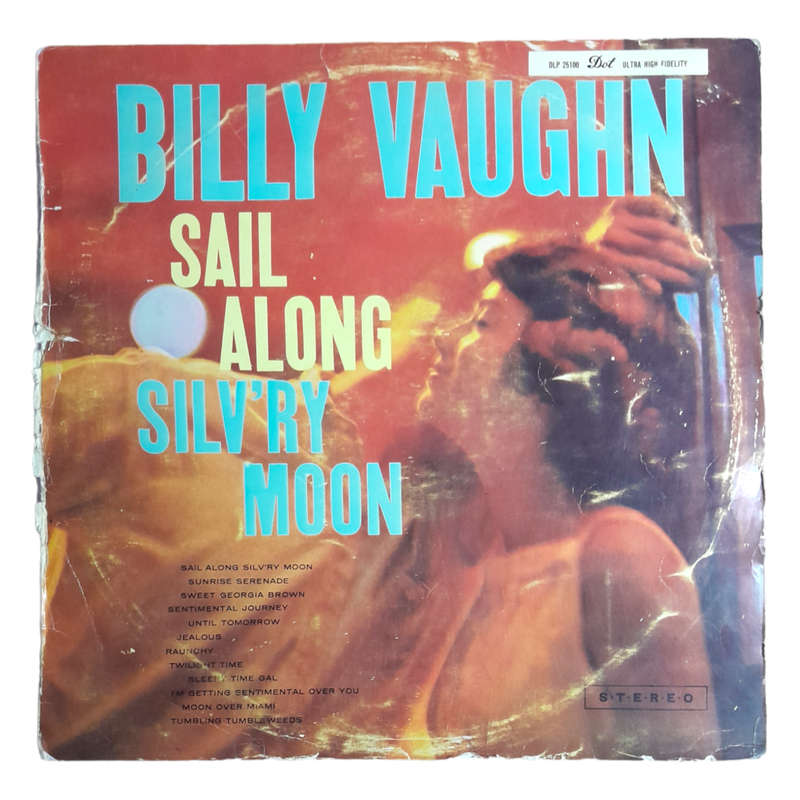 DLP 25100 Dot ULTRA HIGH FIDELITY
BILLY VAUGHN
SAIL
ALONG
SILV'RY
MOON
SAIL ALONG SILV'RY MOON
SUNRISE SERENADE
SWEET GEORGIA BROWN
SENTIMENTAL JOURNEY
UNTIL TOMORROW
JEALOUS
RAUNCHY
TWILIGHT TIME
SLEEPY TIME GAL
I'M GETTING SENTIMENTAL OVER YOU
MOON OVER MIAMI
TUMBLING TUMBLEWEEDS
S·T·E·R·E·O